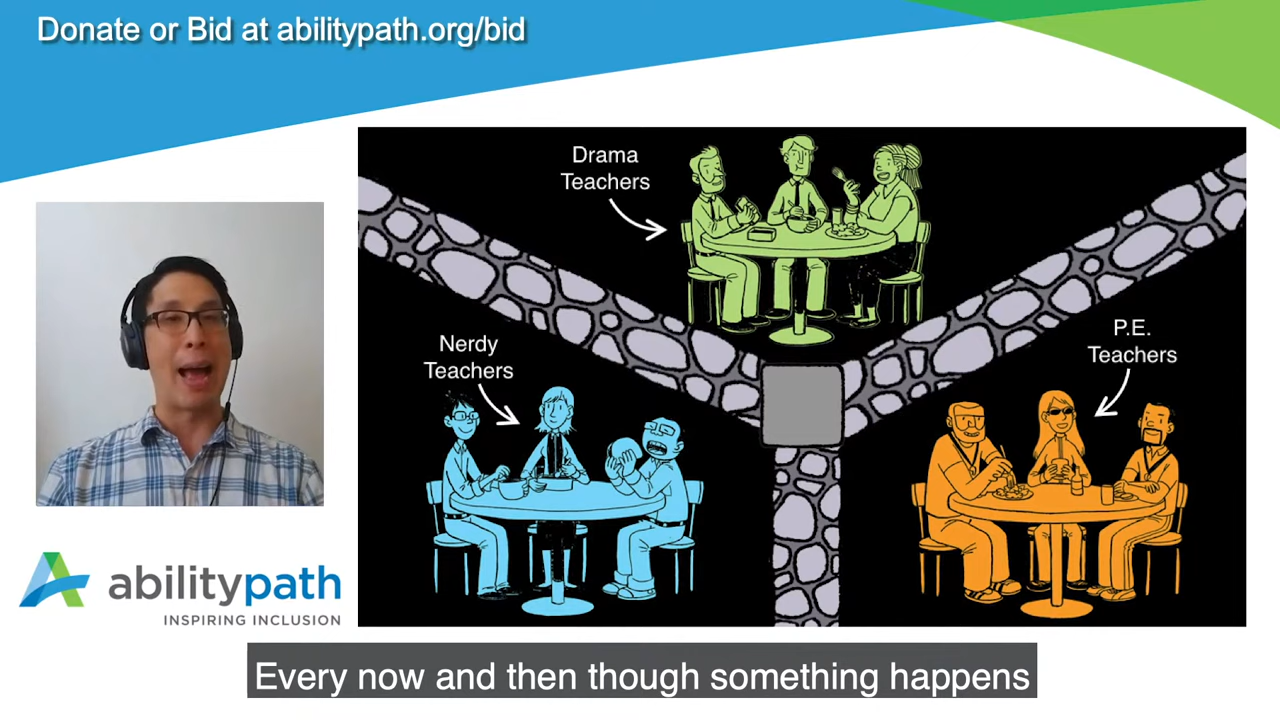 Donate or Bid at abilitypath.org/bid
Drama
Teachers
Nerdy
Teachers
P.E.
Teachers
abilitypath
INSPIRING INCLUSION
Every now and then though something happens